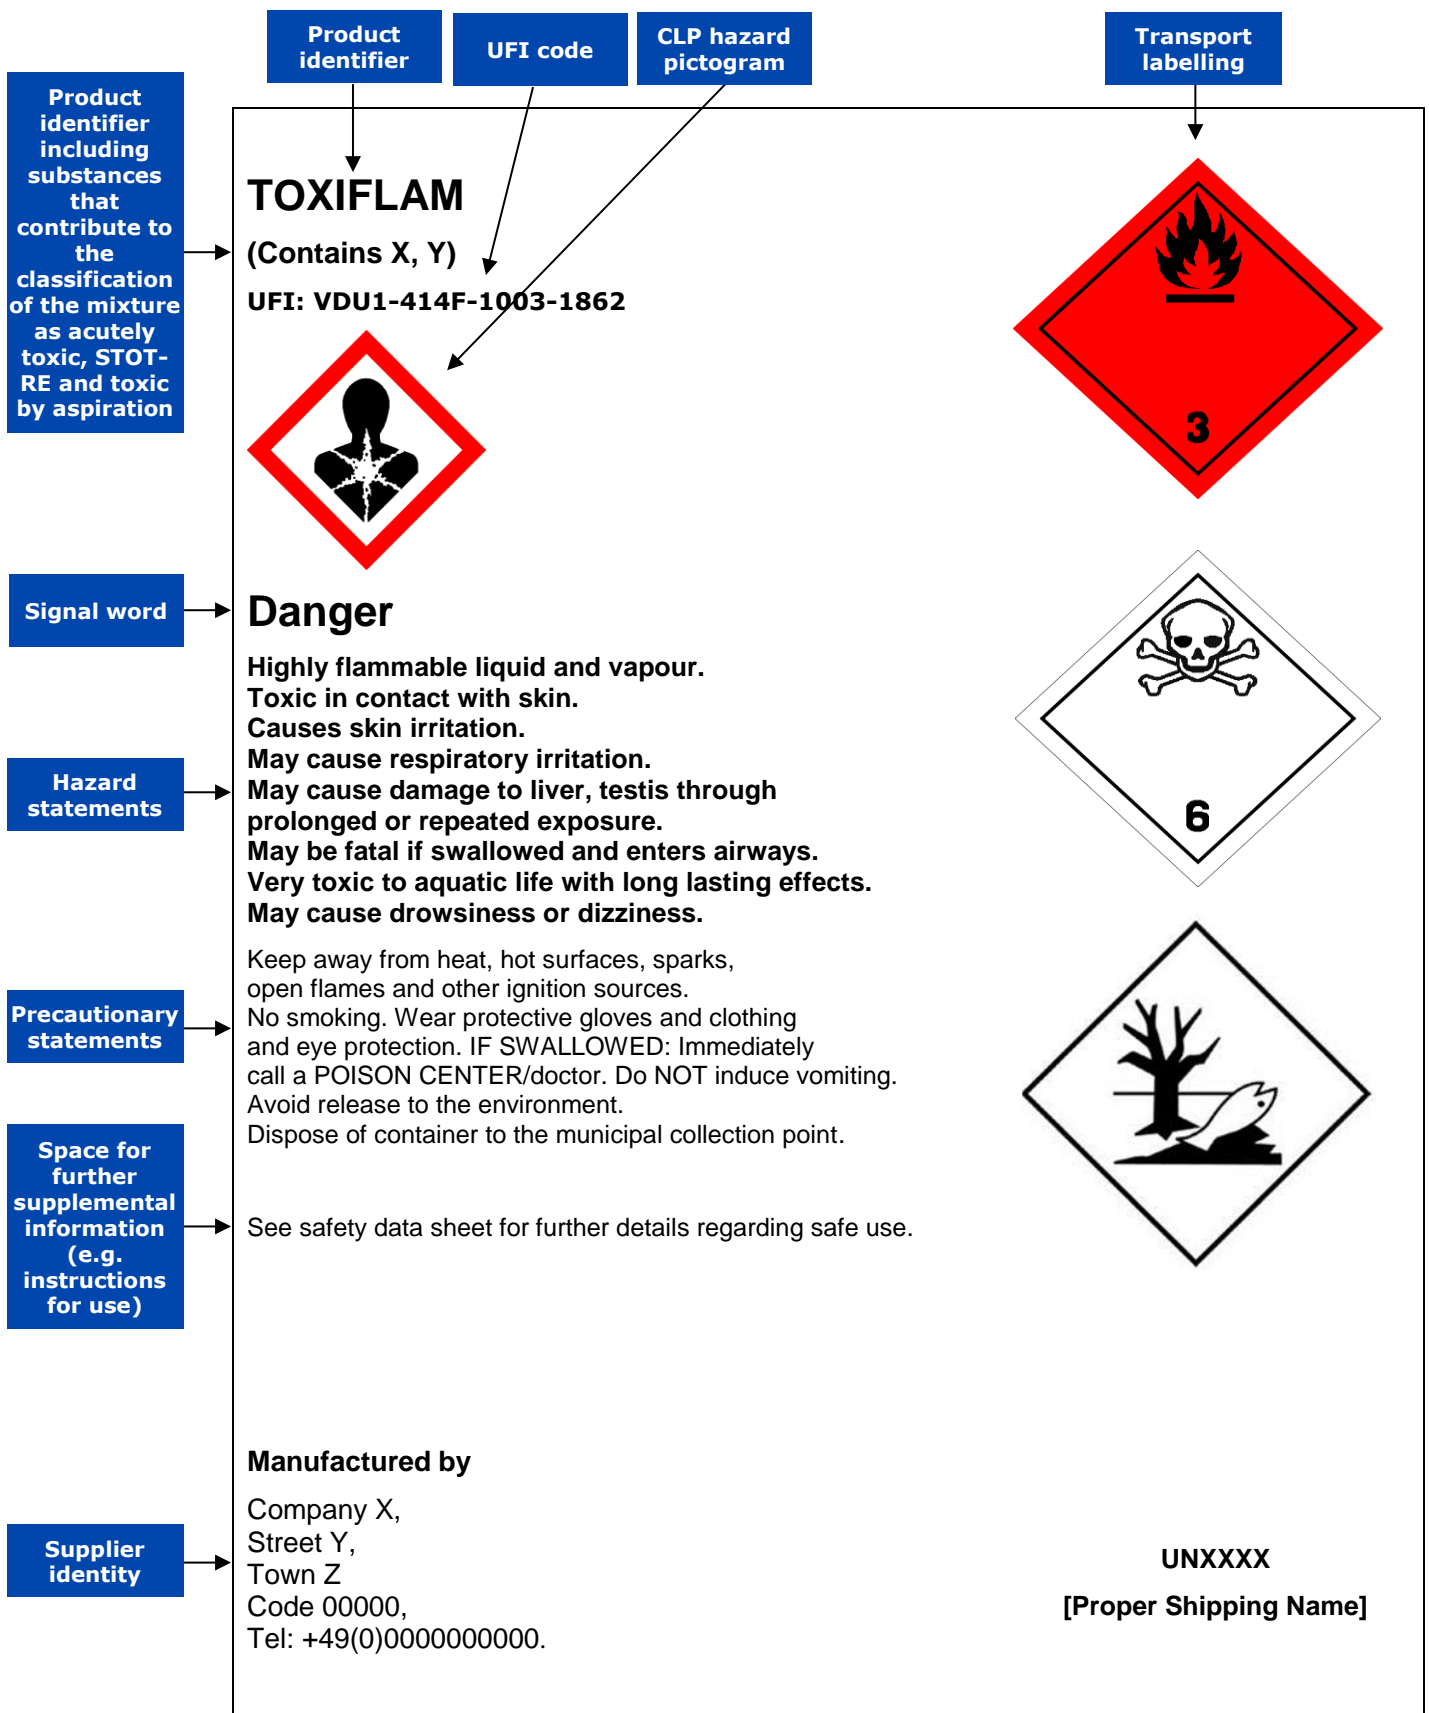 Product
identifier
UFI code
CLP hazard
pictogram
Transport
labelling
Product
identifier
including
substances
that
contribute to
the
classification
of the mixture
as acutely
toxic, STOT-
RE and toxic
by aspiration
TOXIFLAM
(Contains X, Y)
UFI: VDU1-414F-1003-1862
3
Signal word
Danger
Hazard
statements
Highly flammable liquid and vapour.
Toxic in contact with skin.
Causes skin irritation.
May cause respiratory irritation.
May cause damage to liver, testis through
prolonged or repeated exposure.
May be fatal if swallowed and enters airways.
Very toxic to aquatic life with long lasting effects.
May cause drowsiness or dizziness.
6
Precautionary
statements
Keep away from heat, hot surfaces, sparks,
open flames and other ignition sources.
No smoking. Wear protective gloves and clothing
and eye protection. IF SWALLOWED: Immediately
call a POISON CENTER/doctor. Do NOT induce vomiting.
Avoid release to the environment.
Dispose of container to the municipal collection point.
Space for
further
supplemental
information
(e.g.
instructions
for use)
See safety data sheet for further details regarding safe use.
Manufactured by
Supplier
identity
Company X,
Street Y,
Town Z
Code 00000,
Tel: +49(0)0000000000.
UNXXXX
[Proper Shipping Name]